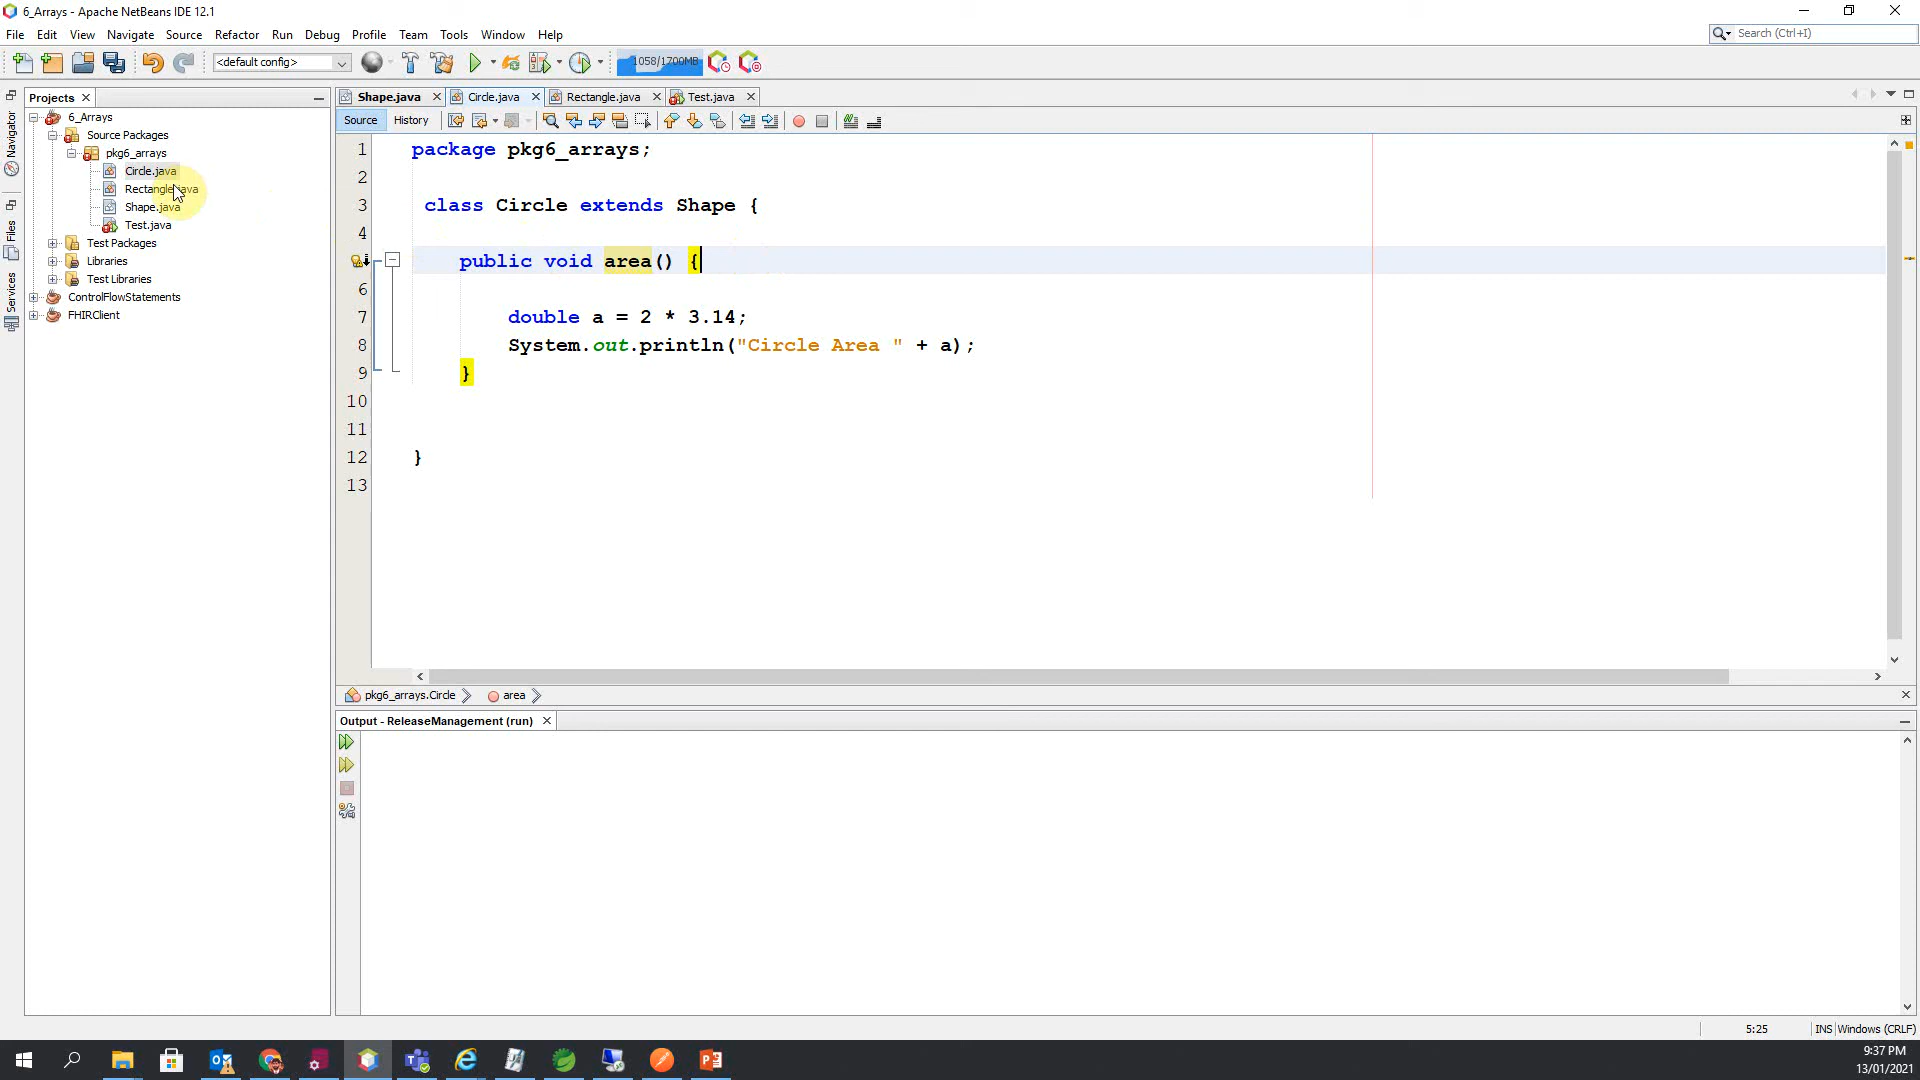 6_Arrays - Apache NetBeans IDE 12.1
File Edit View Navigate Source Refactor Run Debug Profile Team Tools Window Help
Search (Ctrl+I)
<default config>
1058/1700MB
Projects
Shape.java Circle.java Rectangle.java Test.java
Source History
Navigator
Files
Services
6_Arrays
Source Packages
pkg6_arrays
Circle.java
Rectangle.java
Shape.java
Test.java
Test Packages
Libraries
Test Libraries
ControlFlowStatements
FHIRClient
1 package pkg6_arrays;
2
3 class Circle extends Shape {
4
public void area() {
6
7 double a = 2 * 3.14;
8 System.out.println("Circle Area " + a);
9 }
10
11
12 }
13
pkg6_arrays.Circle area
Output - ReleaseManagement (run)
5:25 INS Windows (CRLF)
9:37 PM
13/01/2021